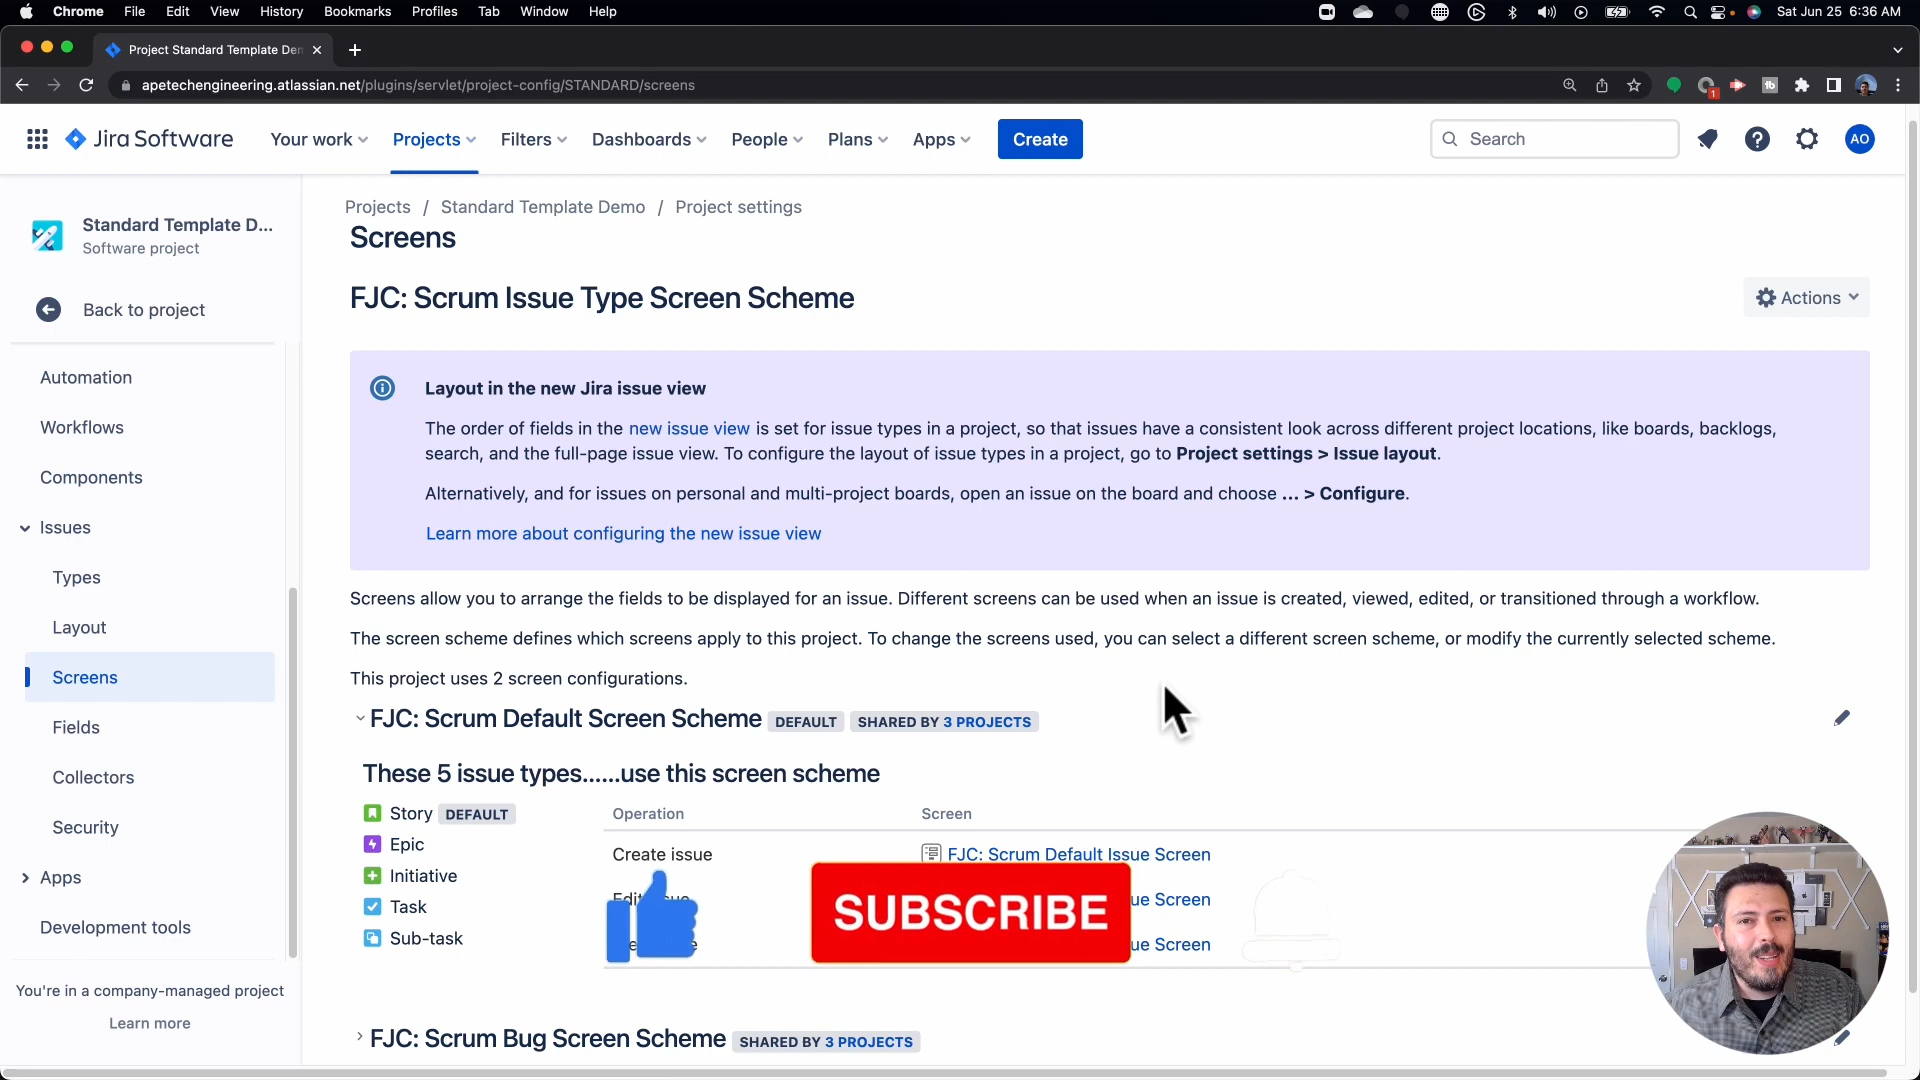 Chrome File Edit View History Bookmarks Profiles Tab Window Help
Sat Jun 25 6:36 AM
Project Standard Template Den
apetechengineering.atlassian.net/plugins/servlet/project-config/STANDARD/screens
1
tb
Jira Software
Your work Projects Filters Dashboards People Plans Apps Create
Search
AO
Standard Template D...
Software project
Back to project
Automation
Workflows
Components
Issues
Types
Layout
Screens
Fields
Collectors
Security
Apps
Development tools
You're in a company-managed project
Learn more
Projects / Standard Template Demo / Project settings
Screens
FJC: Scrum Issue Type Screen Scheme
Actions
Layout in the new Jira issue view
The order of fields in the new issue view is set for issue types in a project, so that issues have a consistent look across different project locations, like boards, backlogs,
search, and the full-page issue view. To configure the layout of issue types in a project, go to Project settings > Issue layout.
Alternatively, and for issues on personal and multi-project boards, open an issue on the board and choose ... > Configure.
Learn more about configuring the new issue view
Screens allow you to arrange the fields to be displayed for an issue. Different screens can be used when an issue is created, viewed, edited, or transitioned through a workflow.
The screen scheme defines which screens apply to this project. To change the screens used, you can select a different screen scheme, or modify the currently selected scheme.
This project uses 2 screen configurations.
FJC: Scrum Default Screen Scheme DEFAULT SHARED BY 3 PROJECTS
These 5 issue types......use this screen scheme
Story DEFAULT
Epic
Initiative
Task
Sub-task
Operation Screen
Create issue FJC: Scrum Default Issue Screen
Screen
Screen
SUBSCRIBE
FJC: Scrum Bug Screen Scheme SHARED BY 3 PROJECTS